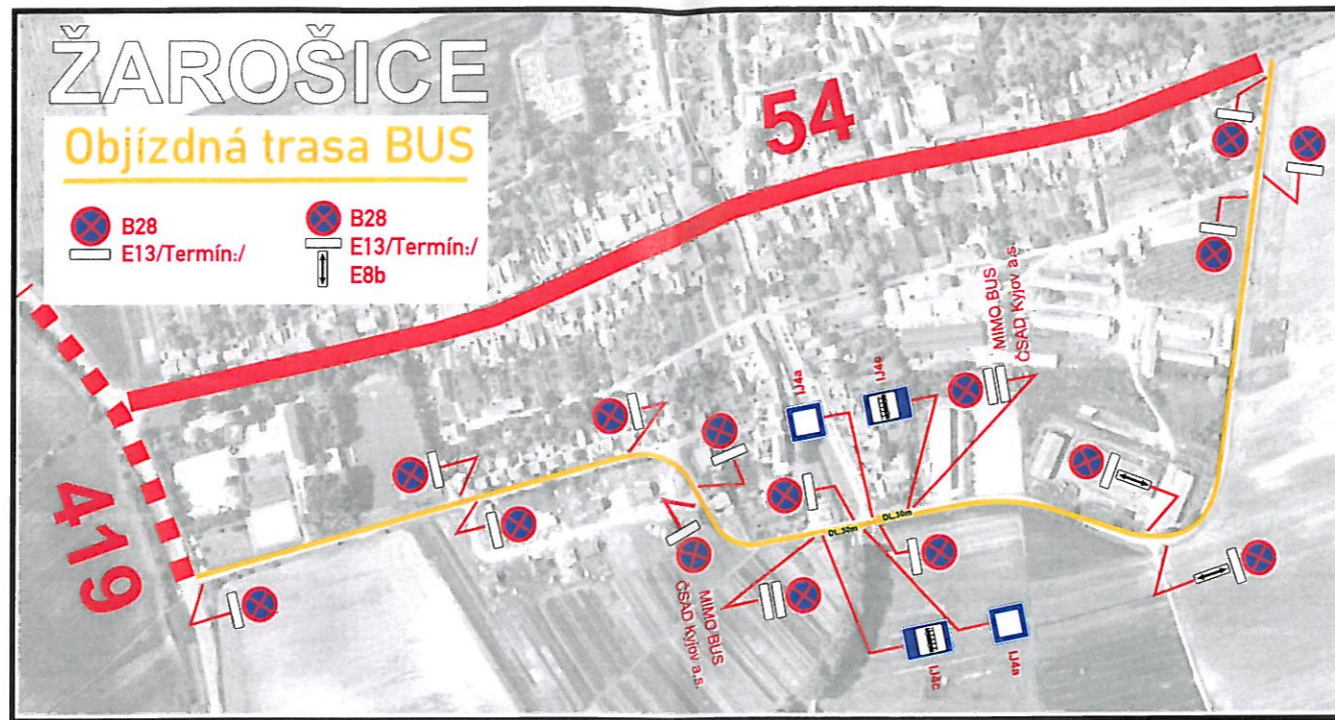 ŽAROŠICE
Objízdná trasa BUS
B28
E13/Termín:/
B28
E13/Termín:/
E8b
54
419
MIMO BUS
ČSAD Kyjov a.s.
IJ4a
IJ4c
DL.30m
DL.30m
MIMO BUS
ČSAD Kyjov a.s.
IJ4c
IJ4a